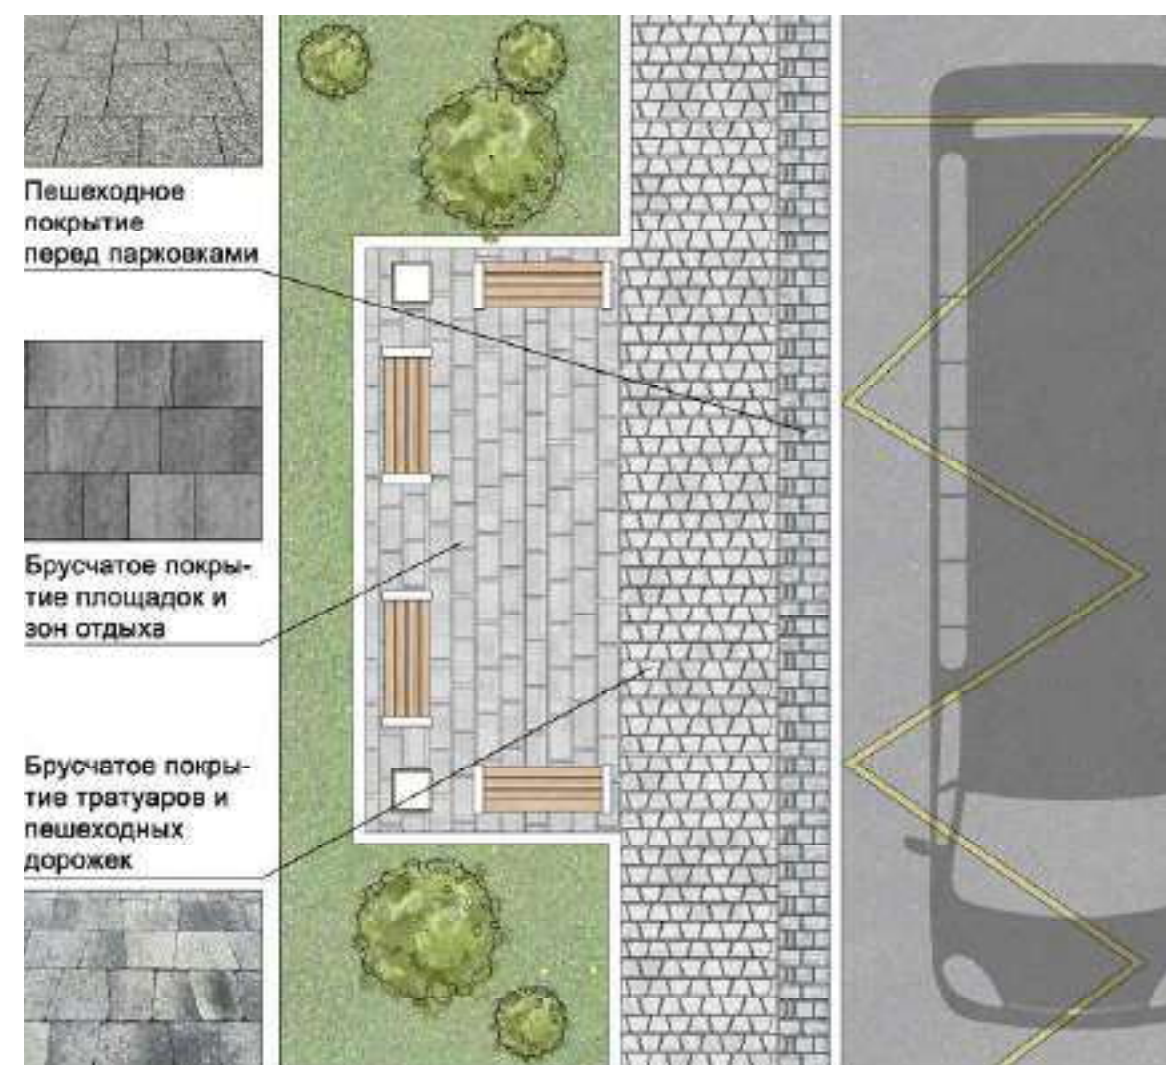 Пешеходное
покрытие
перед парковками
Брусчатое покры-
тие площадок и
зон отдыха
Брусчатое покры-
тие тратуаров и
пешеходных
дорожек